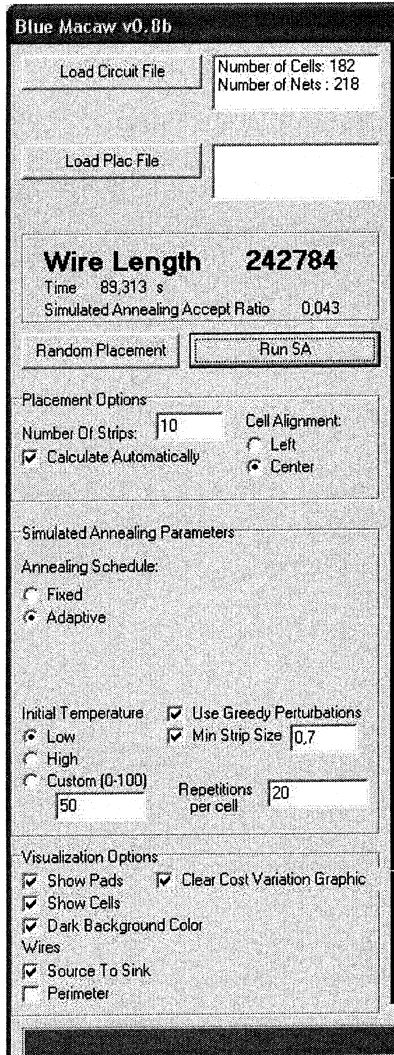 Blue Macaw v0.8b
Load Circuit File
Number of Cells: 182
Number of Nets : 218
Load Plac File
Wire Length 242784
Time 89,313 s
Simulated Annealing Accept Ratio 0,043
Random Placement
Run SA
Placement Options
Number Of Strips: 10
Calculate Automatically
Cell Alignment:
Left
Center
Simulated Annealing Parameters
Annealing Schedule:
Fixed
Adaptive
Initial Temperature
Low
High
Custom (0-100)
50
Use Greedy Perturbations
Min Strip Size 0,7
Repetitions
per cell
20
Visualization Options
Show Pads
Clear Cost Variation Graphic
Show Cells
Dark Background Color
Wires
Source To Sink
Perimeter